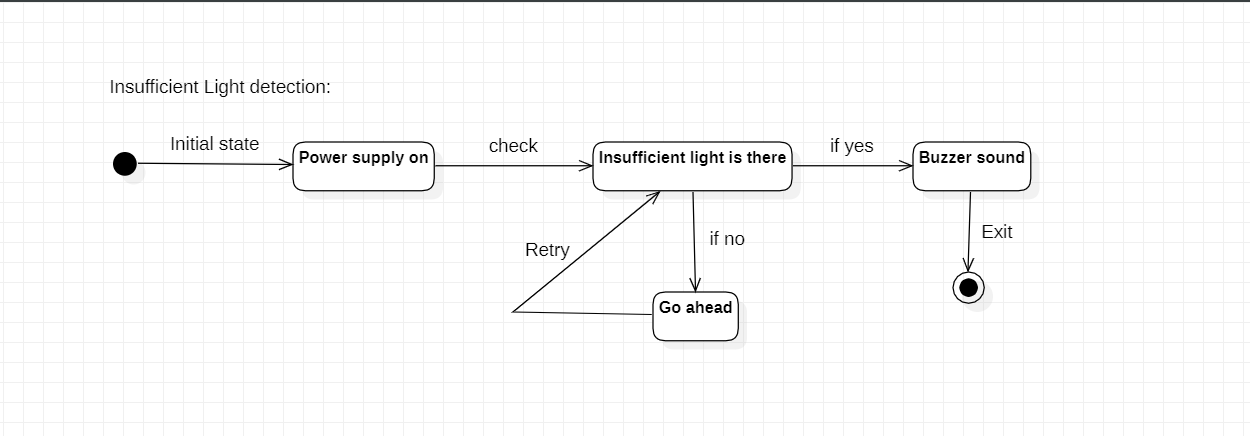 Insufficient Light detection:
Initial state
Power supply on
check
Insufficient light is there
if yes
Buzzer sound
Retry
if no
Exit
Go ahead